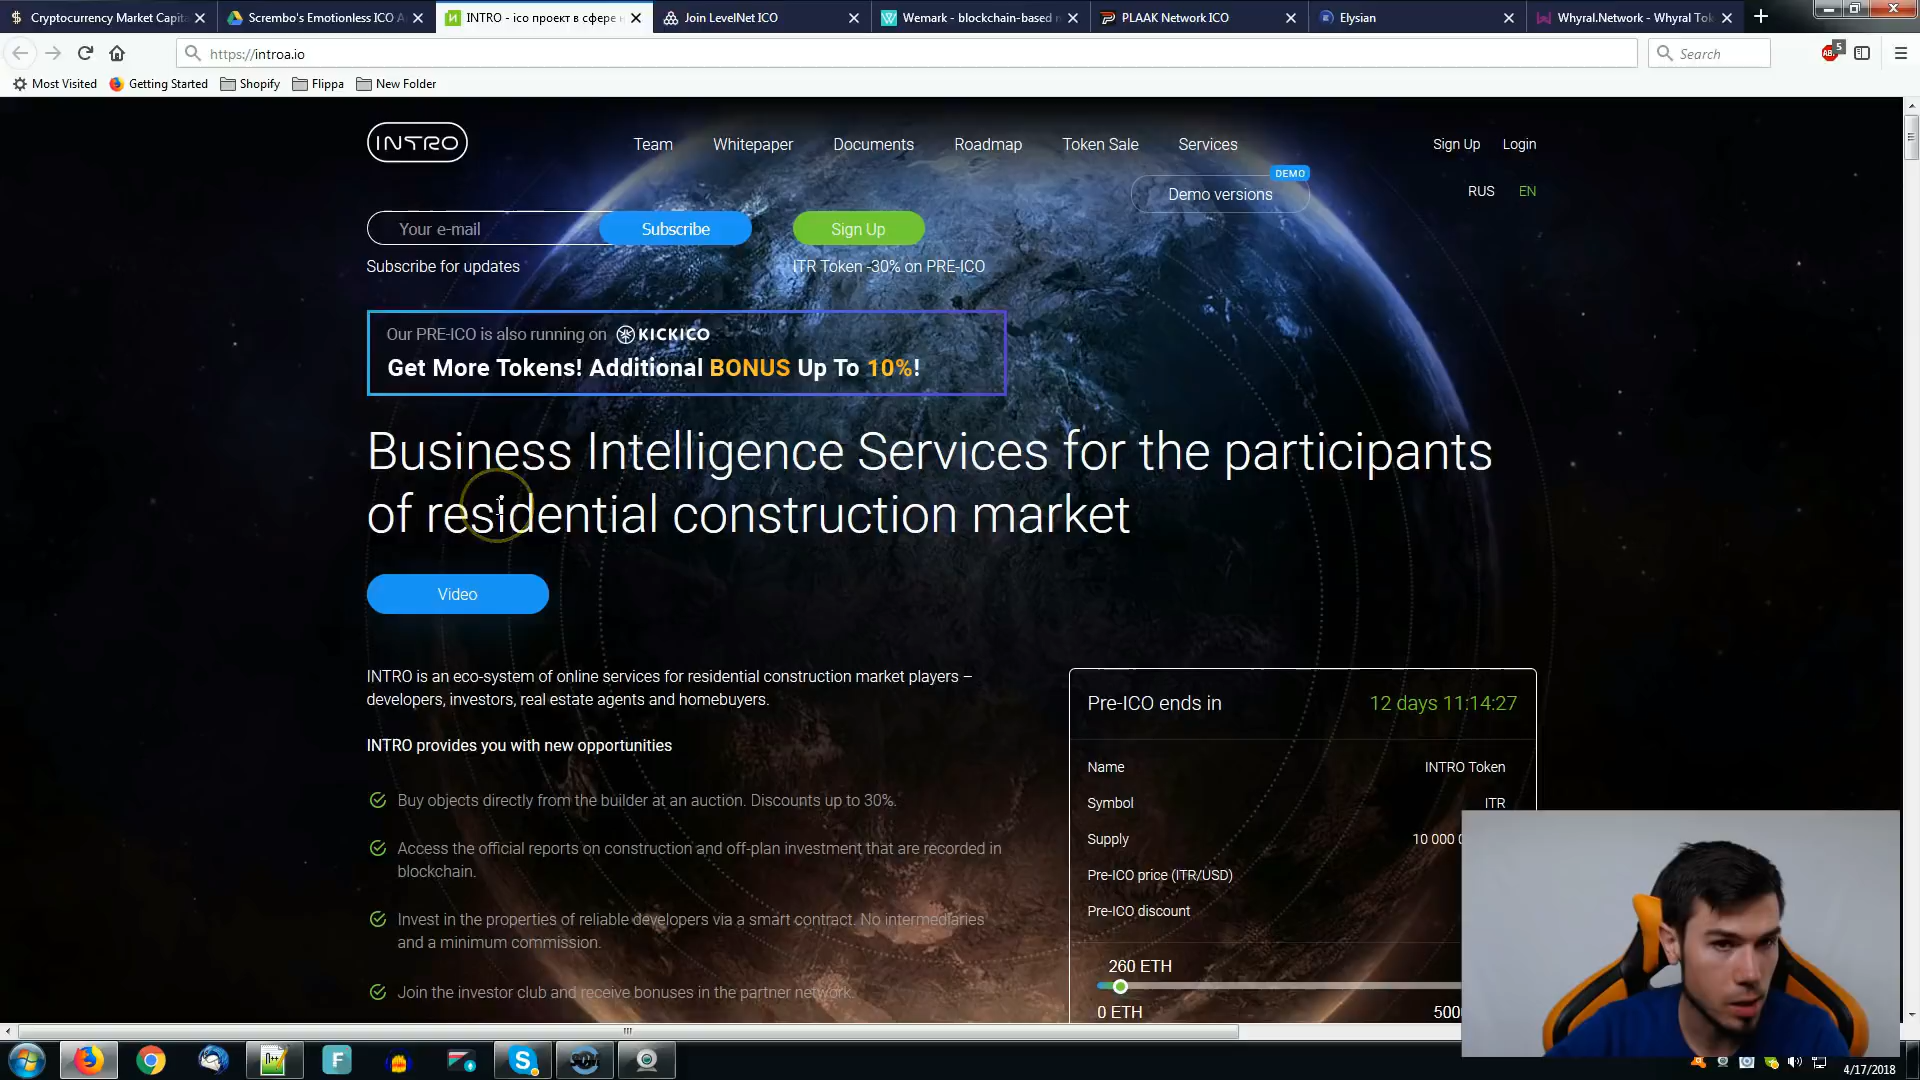 Cryptocurrency Market Capita
Scrembo's Emotionless ICO A
INTRO - ico проект в сфере н
Join LevelNet ICO
Wemark - blockchain-based m
PLAAK Network ICO
Elysian
Whyral.Network - Whyral Tok
https://introa.io
Search
ABP
5
Most Visited
Getting Started
Shopify
Flippa
New Folder
INTRO
Team
Whitepaper
Documents
Roadmap
Token Sale
Services
Sign Up
Login
DEMO
Demo versions
RUS
EN
Your e-mail
Subscribe
Sign Up
Subscribe for updates
ITR Token -30% on PRE-ICO
Our PRE-ICO is also running on KICKICO
Get More Tokens! Additional BONUS Up To 10%!
Business Intelligence Services for the participants
of residential construction market
Video
INTRO is an eco-system of online services for residential construction market players –
developers, investors, real estate agents and homebuyers.
INTRO provides you with new opportunities
Buy objects directly from the builder at an auction. Discounts up to 30%.
Access the official reports on construction and off-plan investment that are recorded in
blockchain.
Invest in the properties of reliable developers via a smart contract. No intermediaries
and a minimum commission.
Join the investor club and receive bonuses in the partner network.
Pre-ICO ends in
12 days 11:14:27
Name
INTRO Token
Symbol
ITR
Supply
10 000 0
Pre-ICO price (ITR/USD)
Pre-ICO discount
260 ETH
0 ETH
500
4/17/2018